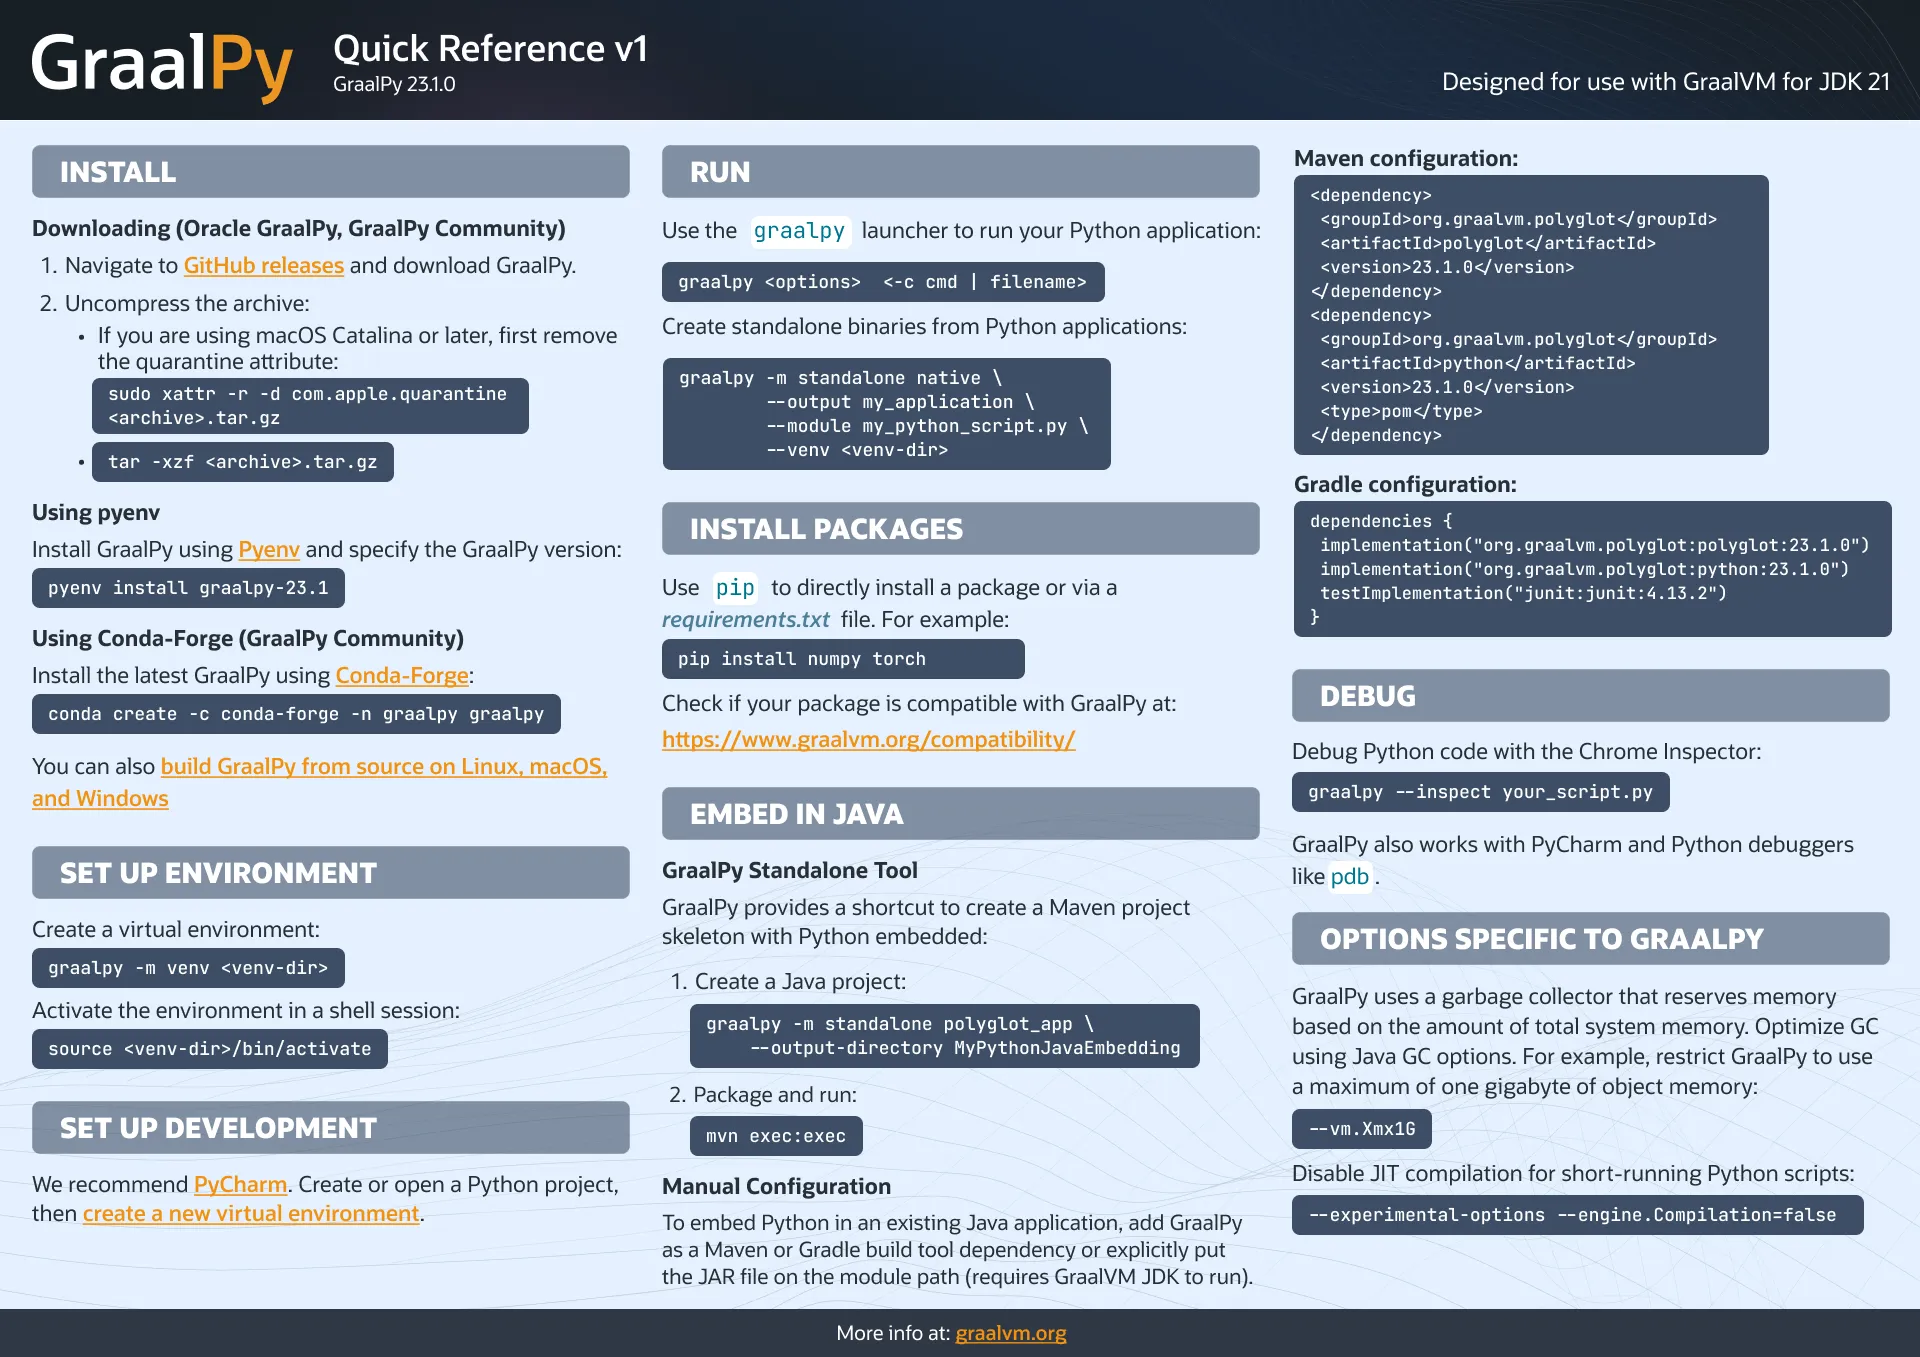 GraalPy
Quick Reference v1
GraalPy 23.1.0
Designed for use with GraalVM for JDK 21
INSTALL
Downloading (Oracle GraalPy, GraalPy Community)
1. Navigate to GitHub releases and download GraalPy.
2. Uncompress the archive:
• If you are using macOS Catalina or later, first remove
the quarantine attribute:
sudo xattr -r -d com.apple.quarantine
<archive>.tar.gz
• tar -xzf <archive>.tar.gz
Using pyenv
Install GraalPy using Pyenv and specify the GraalPy version:
pyenv install graalpy-23.1
Using Conda-Forge (GraalPy Community)
Install the latest GraalPy using Conda-Forge:
conda create -c conda-forge -n graalpy graalpy
You can also build GraalPy from source on Linux, macOS,
and Windows
SET UP ENVIRONMENT
Create a virtual environment:
graalpy -m venv <venv-dir>
Activate the environment in a shell session:
source <venv-dir>/bin/activate
SET UP DEVELOPMENT
We recommend PyCharm. Create or open a Python project,
then create a new virtual environment.
RUN
Use the graalpy launcher to run your Python application:
graalpy <options>  <-c cmd | filename>
Create standalone binaries from Python applications:
graalpy -m standalone native \
--output my_application \
--module my_python_script.py \
--venv <venv-dir>
INSTALL PACKAGES
Use pip to directly install a package or via a
requirements.txt file. For example:
pip install numpy torch
Check if your package is compatible with GraalPy at:
https://www.graalvm.org/compatibility/
EMBED IN JAVA
GraalPy Standalone Tool
GraalPy provides a shortcut to create a Maven project
skeleton with Python embedded:
1. Create a Java project:
graalpy -m standalone polyglot_app \
--output-directory MyPythonJavaEmbedding
2. Package and run:
mvn exec:exec
Manual Configuration
To embed Python in an existing Java application, add GraalPy
as a Maven or Gradle build tool dependency or explicitly put
the JAR file on the module path (requires GraalVM JDK to run).
Maven configuration:
<dependency>
<groupId>org.graalvm.polyglot</groupId>
<artifactId>polyglot</artifactId>
<version>23.1.0</version>
</dependency>
<dependency>
<groupId>org.graalvm.polyglot</groupId>
<artifactId>python</artifactId>
<version>23.1.0</version>
<type>pom</type>
</dependency>
Gradle configuration:
dependencies {
implementation("org.graalvm.polyglot:polyglot:23.1.0")
implementation("org.graalvm.polyglot:python:23.1.0")
testImplementation("junit:junit:4.13.2")
}
DEBUG
Debug Python code with the Chrome Inspector:
graalpy --inspect your_script.py
GraalPy also works with PyCharm and Python debuggers
like pdb.
OPTIONS SPECIFIC TO GRAALPY
GraalPy uses a garbage collector that reserves memory
based on the amount of total system memory. Optimize GC
using Java GC options. For example, restrict GraalPy to use
a maximum of one gigabyte of object memory:
--vm.Xmx1G
Disable JIT compilation for short-running Python scripts:
--experimental-options --engine.Compilation=false
More info at: graalvm.org